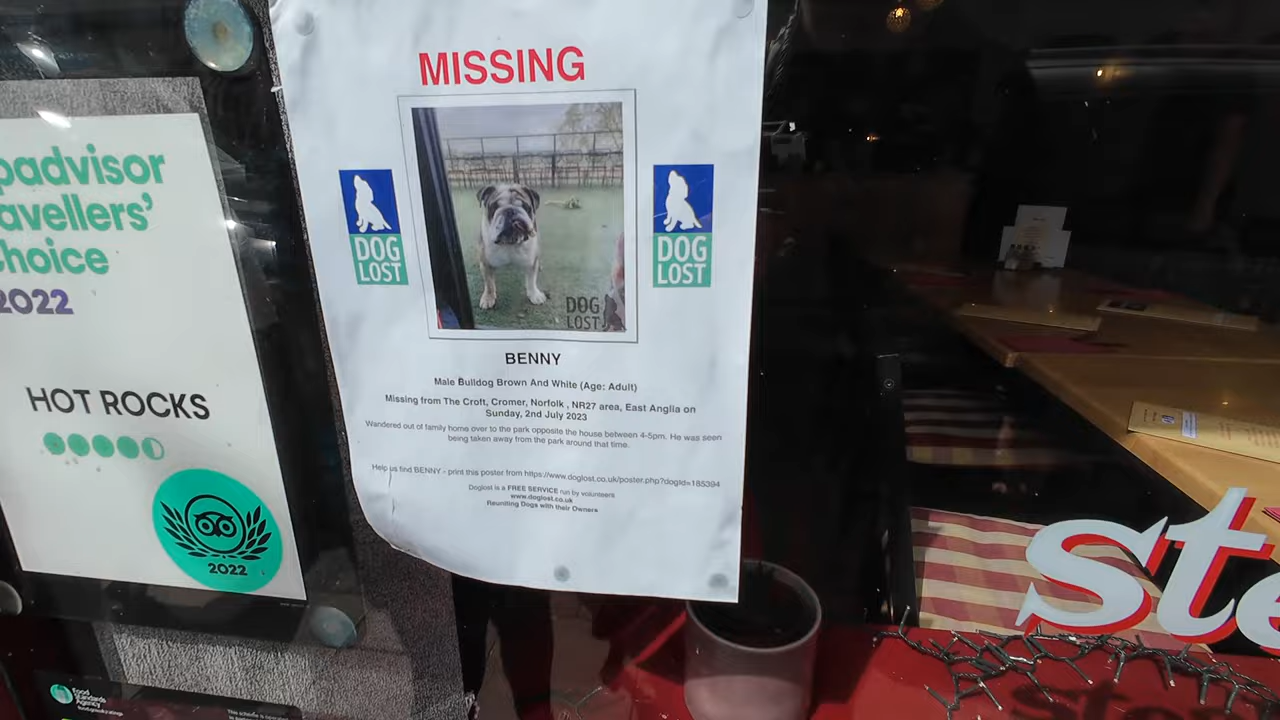 padvisor
avellers'
hoice
2022
HOT ROCKS
2022
Food
Standards
Agency
MISSING
DOG
LOST
DOG
LOST
DOG
LOST
BENNY
Male Bulldog Brown And White (Age: Adult)
Missing from The Croft, Cromer, Norfolk , NR27 area, East Anglia on
Sunday, 2nd July 2023
Wandered out of family home over to the park opposite the house between 4-5pm. He was seen
being taken away from the park around that time.
Help us find BENNY - print this poster from https://www.doglost.co.uk/poster.php?dogId=185394
Doglost is a FREE SERVICE run by volunteers
www.doglost.co.uk
Reuniting Dogs with their Owners
ste